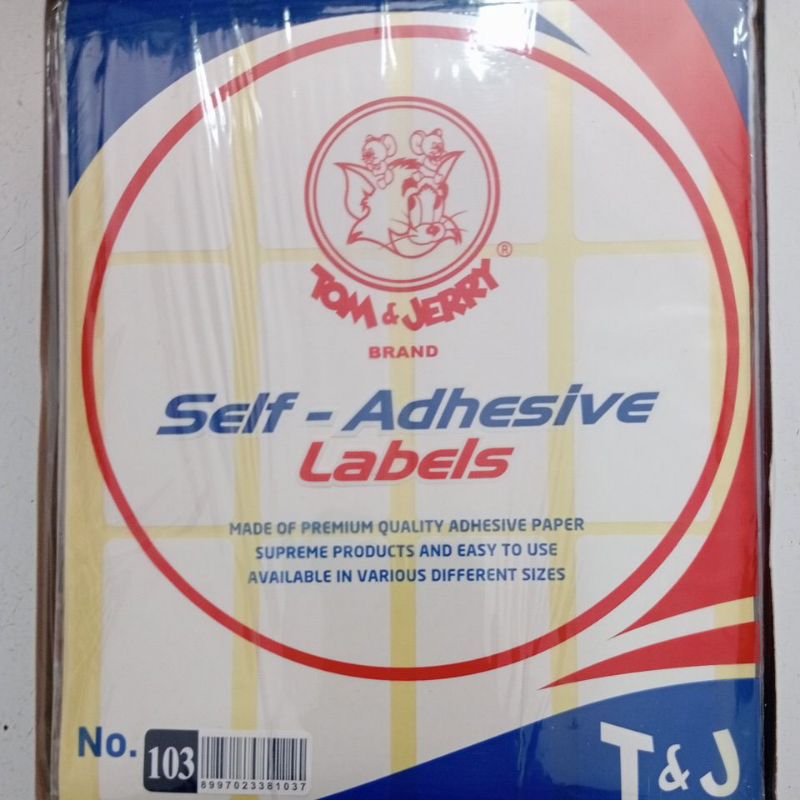 TOM & JERRY
®
BRAND
Self - Adhesive
Labels
MADE OF PREMIUM QUALITY ADHESIVE PAPER
SUPREME PRODUCTS AND EASY TO USE
AVAILABLE IN VARIOUS DIFFERENT SIZES
No. 103
8997023381037
T & J